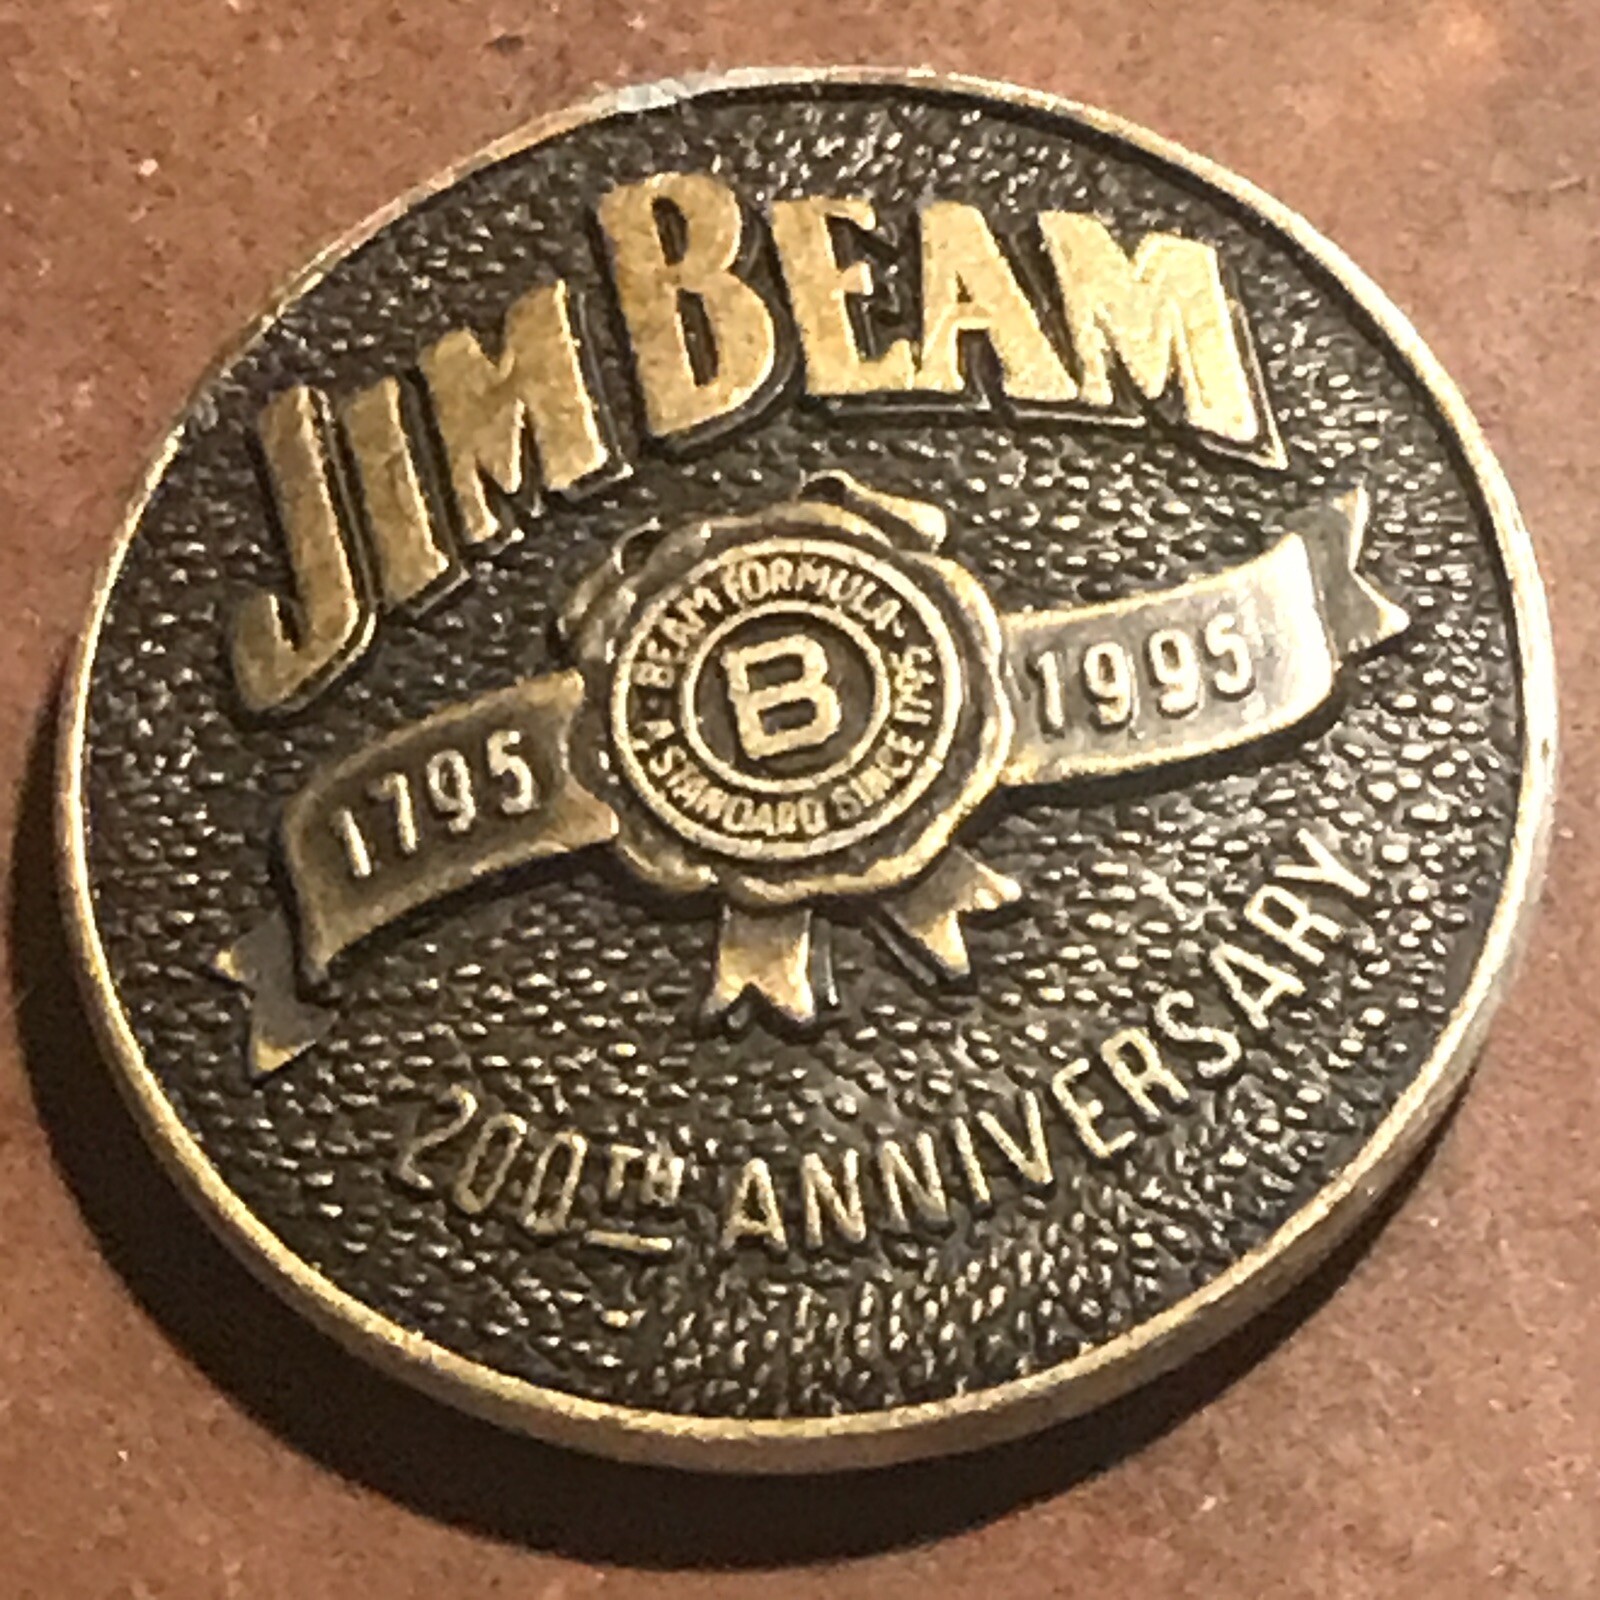 JIM BEAM
1795
BEAM FORMULA
B
A STANDARD SINCE 1795
1995
200TH ANNIVERSARY